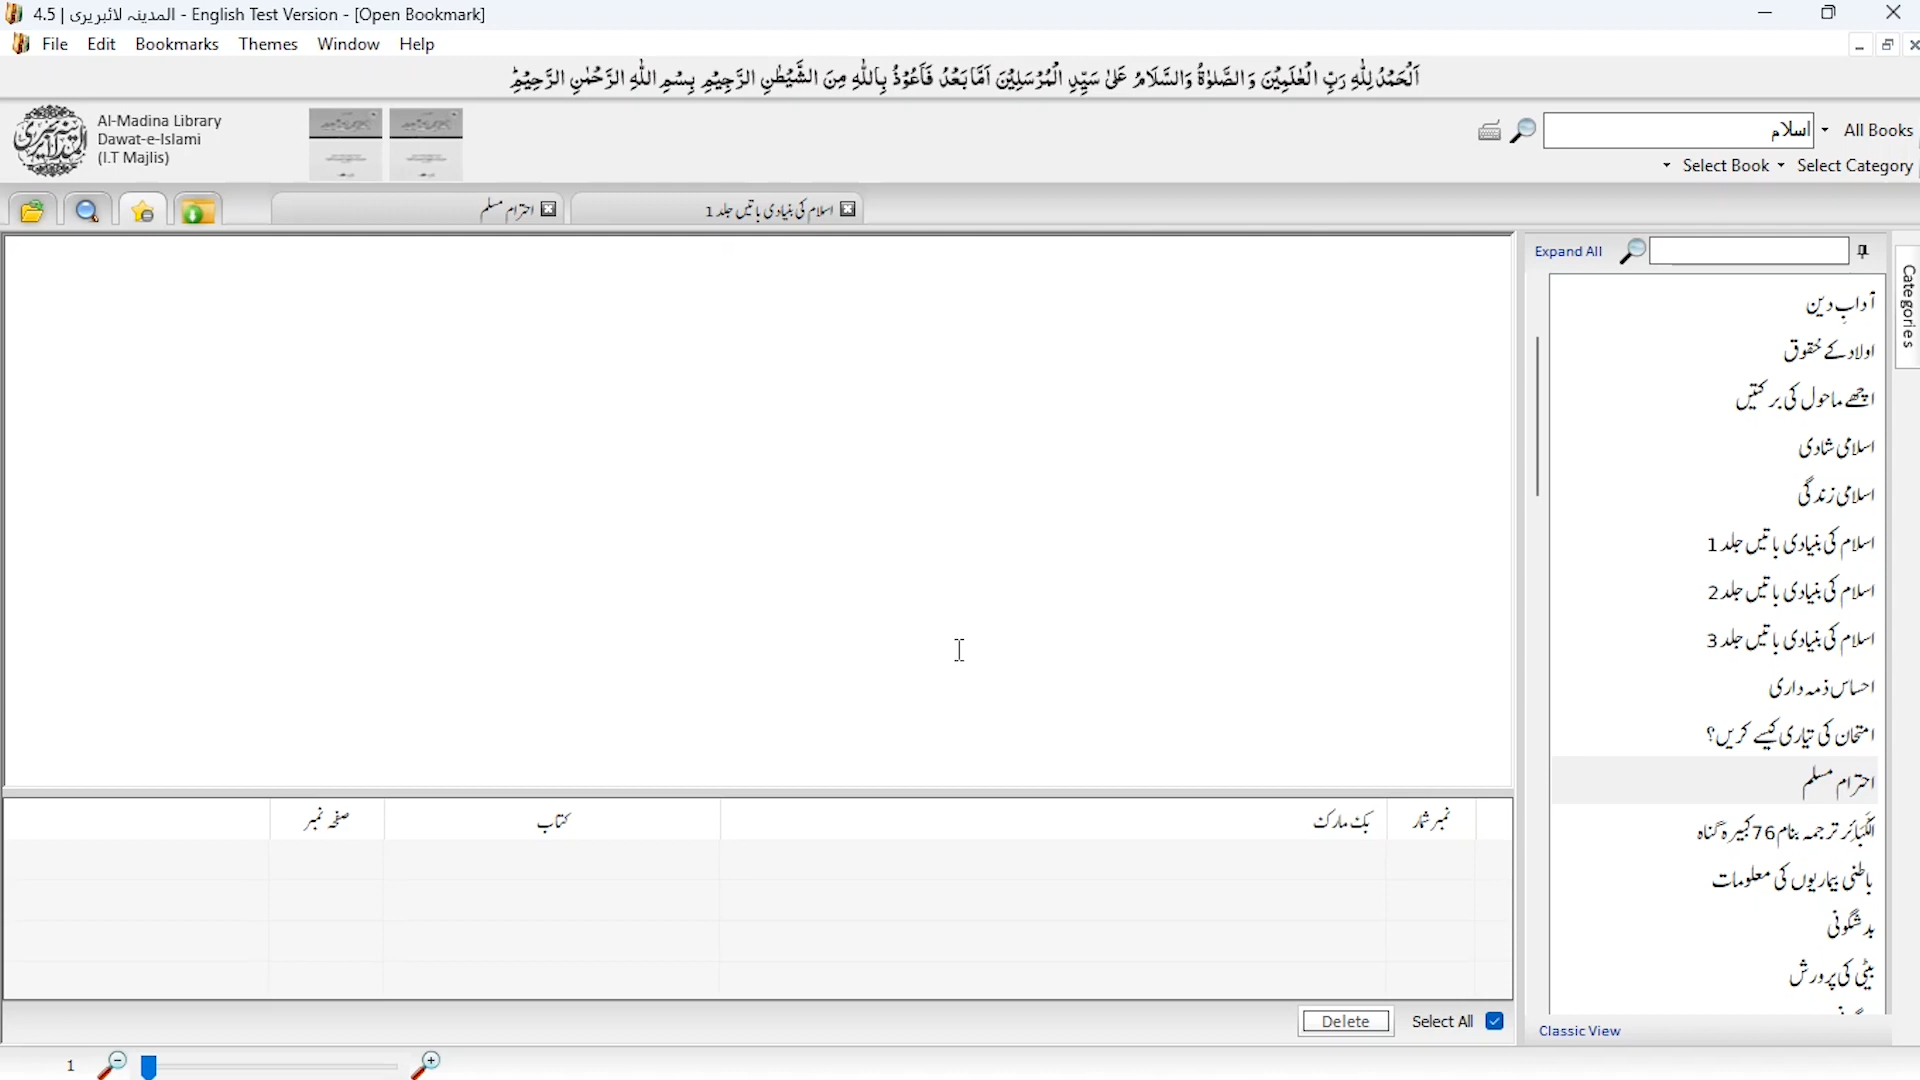 4.5 | المدینہ لائبریری - English Test Version - [Open Bookmark]
File Edit Bookmarks Themes Window Help
اَلْحَمْدُ لِلّٰهِ رَبِّ الْعٰلَمِیْنَ وَ الصَّلٰوةُ وَالسَّلَامُ عَلٰی سَیِّدِ الْمُرْسَلِیْنَ اَمَّا بَعْدُ فَاَعُوْذُ بِاللّٰهِ مِنَ الشَّیْطٰنِ الرَّجِیْمِ بِسْمِ اللّٰهِ الرَّحْمٰنِ الرَّحِیْمِ
Al-Madina Library
Dawat-e-Islami
(I.T Majlis)
اسلام
All Books
Select Book
Select Category
احترام مسلم
اسلام کی بنیادی باتیں جلد 1
Expand All
Categories
آدابِ دین
اولاد کے حُقوق
اچھے ماحول کی برکتیں
اسلامی شادی
اسلامی زندگی
اسلام کی بنیادی باتیں جلد 1
اسلام کی بنیادی باتیں جلد 2
اسلام کی بنیادی باتیں جلد 3
احساس ذمہ داری
امتحان کی تیاری کیسے کریں؟
احترام مسلم
اَلْکَبَائِر ترجمہ بنام 76 کبیرہ گناہ
باطنی بیماریوں کی معلومات
بدشگونی
بیٹی کی پرورش
نمبر شمار
بک مارک
کتاب
صفحہ نمبر
Delete
Select All
Classic View
1